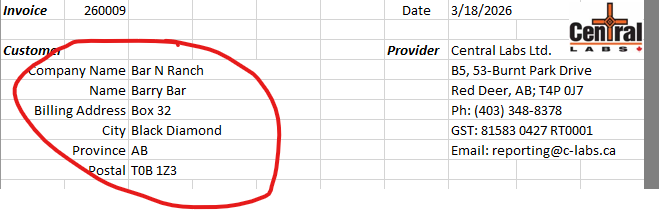 Invoice 260009 Date 3/18/2026
Central
LABS
Customer Provider Central Labs Ltd.
Company Name Bar N Ranch B5, 53-Burnt Park Drive
Name Barry Bar Red Deer, AB; T4P 0J7
Billing Address Box 32 Ph: (403) 348-8378
City Black Diamond GST: 81583 0427 RT0001
Province AB Email: reporting@c-labs.ca
Postal T0B 1Z3